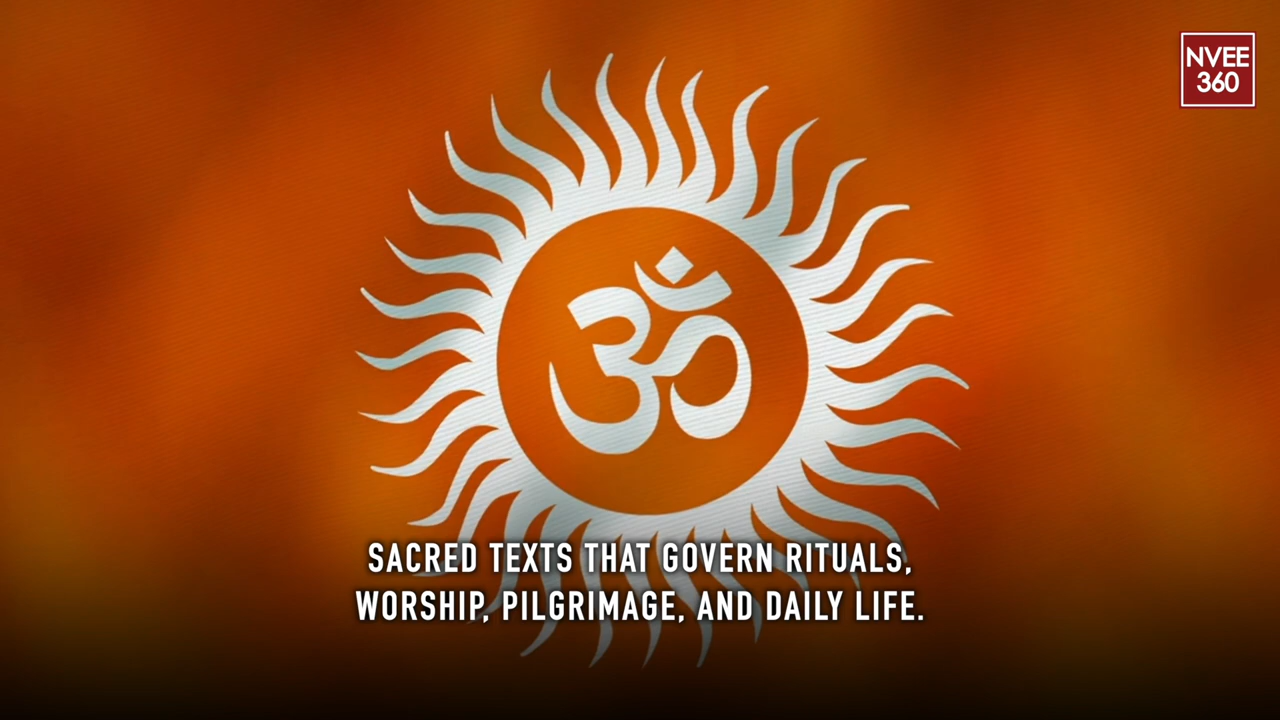 NVEE
360
ॐ
SACRED TEXTS THAT GOVERN RITUALS,
WORSHIP, PILGRIMAGE, AND DAILY LIFE.